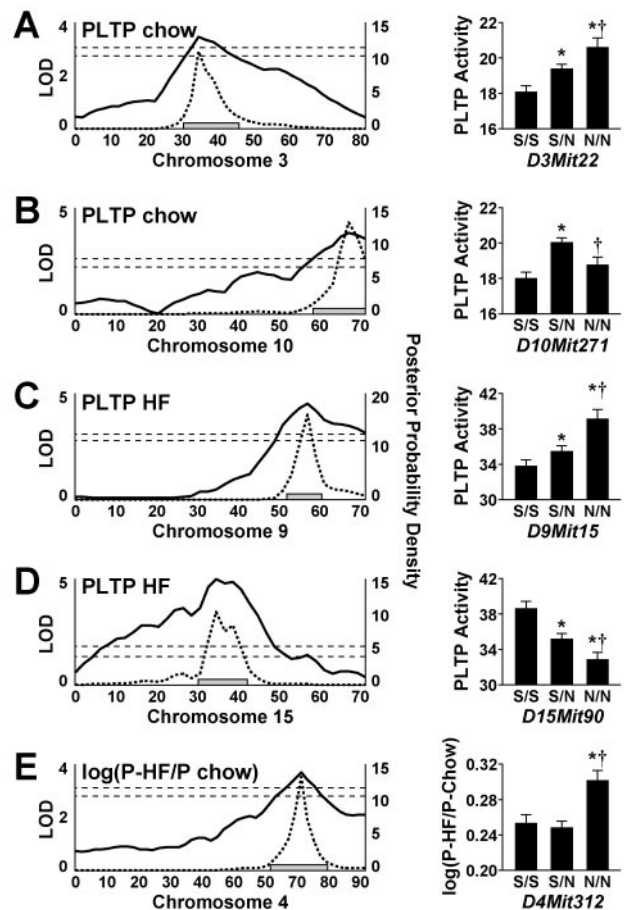 A
PLTP chow
LOD
4
2
0
15
10
5
0
0 10 20 30 40 50 60 70 80
Chromosome 3
PLTP Activity
22
20
18
16
*
*†
S/S S/N N/N
D3Mit22
B
PLTP chow
LOD
5
0
15
10
5
0
0 10 20 30 40 50 60 70
Chromosome 10
PLTP Activity
22
20
18
16
*
†
S/S S/N N/N
D10Mit271
Posterior Probability Density
C
PLTP HF
LOD
5
0
20
10
0
0 10 20 30 40 50 60 70
Chromosome 9
PLTP Activity
42
38
34
30
*
*†
S/S S/N N/N
D9Mit15
D
PLTP HF
LOD
5
0
15
10
5
0
0 10 20 30 40 50 60 70
Chromosome 15
PLTP Activity
42
38
34
30
*
*†
S/S S/N N/N
D15Mit90
E
log(P-HF/P chow)
LOD
4
2
0
15
10
5
0
0 10 20 30 40 50 60 70 80 90
Chromosome 4
log(P-HF/P-Chow)
0.32
0.28
0.24
0.20
*†
S/S S/N N/N
D4Mit312